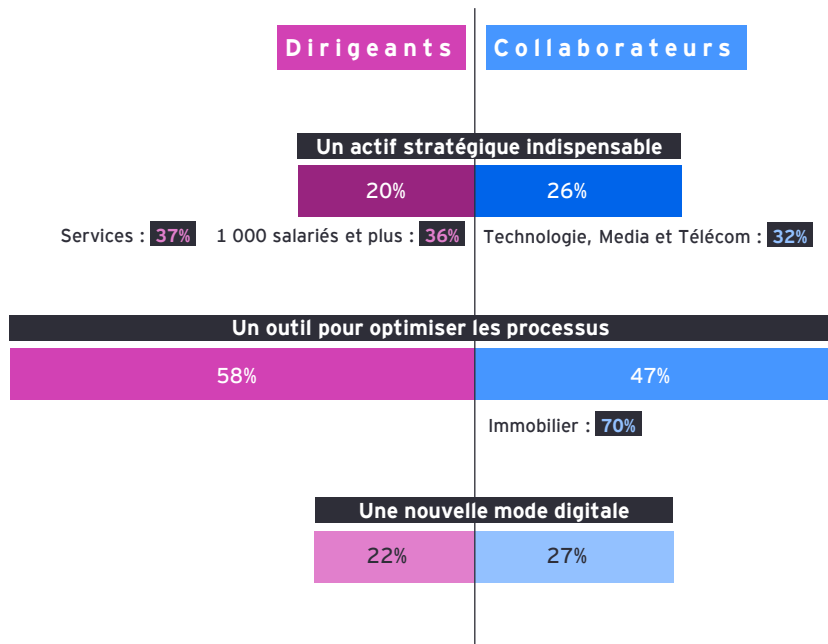 Dirigeants Collaborateurs
Un actif stratégique indispensable
20% 26%
Services : 37% 1 000 salariés et plus : 36% Technologie, Media et Télécom : 32%
Un outil pour optimiser les processus
58% 47%
Immobilier : 70%
Une nouvelle mode digitale
22% 27%